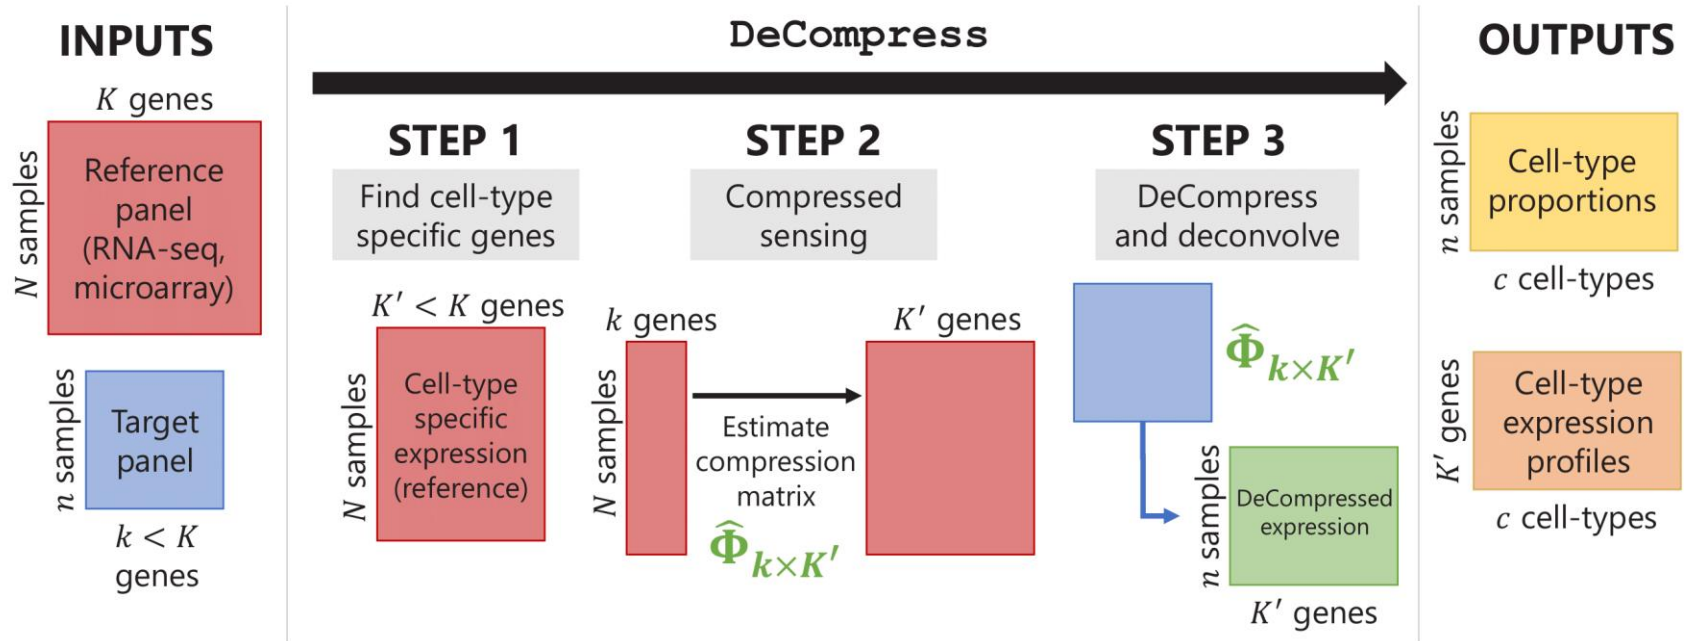 INPUTS
K genes
N samples
Reference
panel
(RNA-seq,
microarray)
n samples
Target
panel
k < K
genes
DeCompress
STEP 1
Find cell-type
specific genes
K′ < K genes
N samples
Cell-type
specific
expression
(reference)
STEP 2
Compressed
sensing
k genes
N samples
Estimate
compression
matrix
Φ̂ₖ×K′
K′ genes
STEP 3
DeCompress
and deconvolve
Φ̂ₖ×K′
n samples
DeCompressed
expression
K′ genes
OUTPUTS
n samples
Cell-type
proportions
c cell-types
K′ genes
Cell-type
expression
profiles
c cell-types